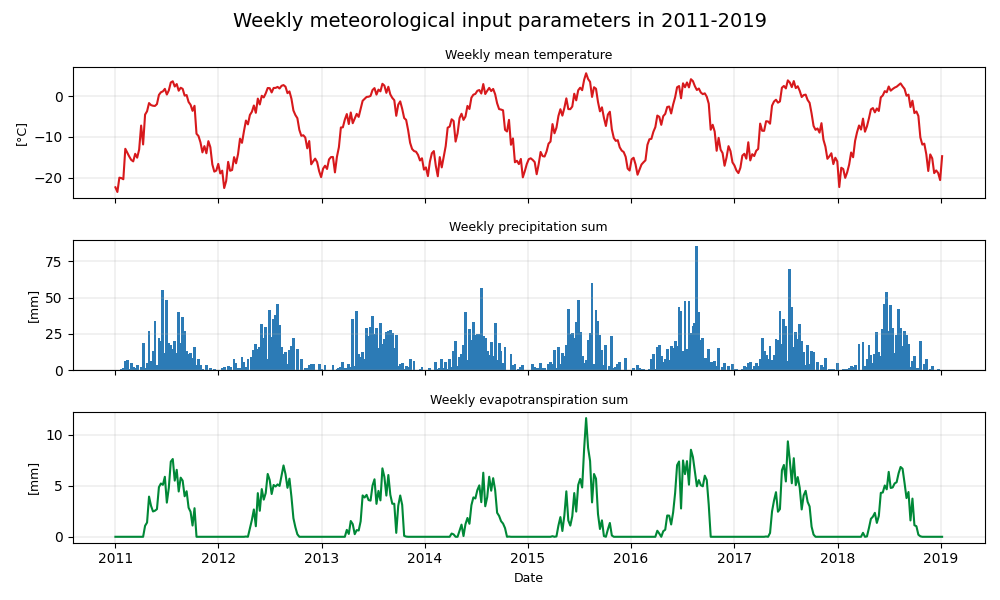 Weekly meteorological input parameters in 2011-2019
Weekly mean temperature
[°C]
0
−10
−20
Weekly precipitation sum
[mm]
75
50
25
0
Weekly evapotranspiration sum
[mm]
10
5
0
2011 2012 2013 2014 2015 2016 2017 2018 2019
Date